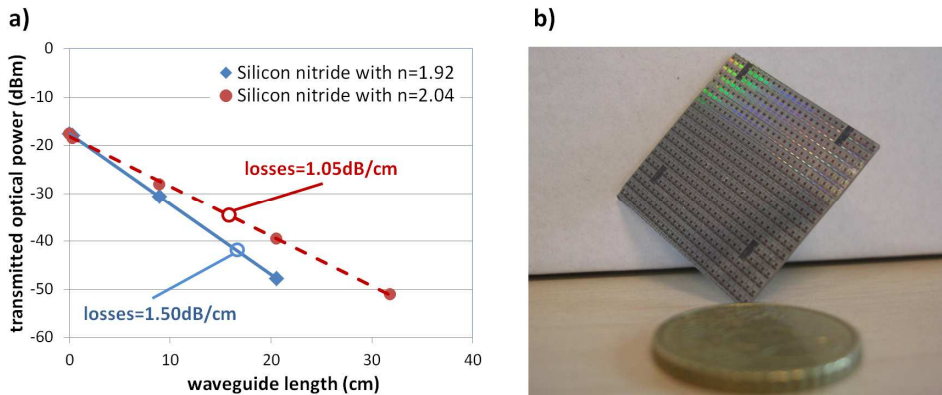 a)
b)
0
-10
-20
-30
-40
-50
-60
transmitted optical power (dBm)
Silicon nitride with n=1.92
Silicon nitride with n=2.04
losses=1.05dB/cm
losses=1.50dB/cm
0
10
20
30
40
waveguide length (cm)